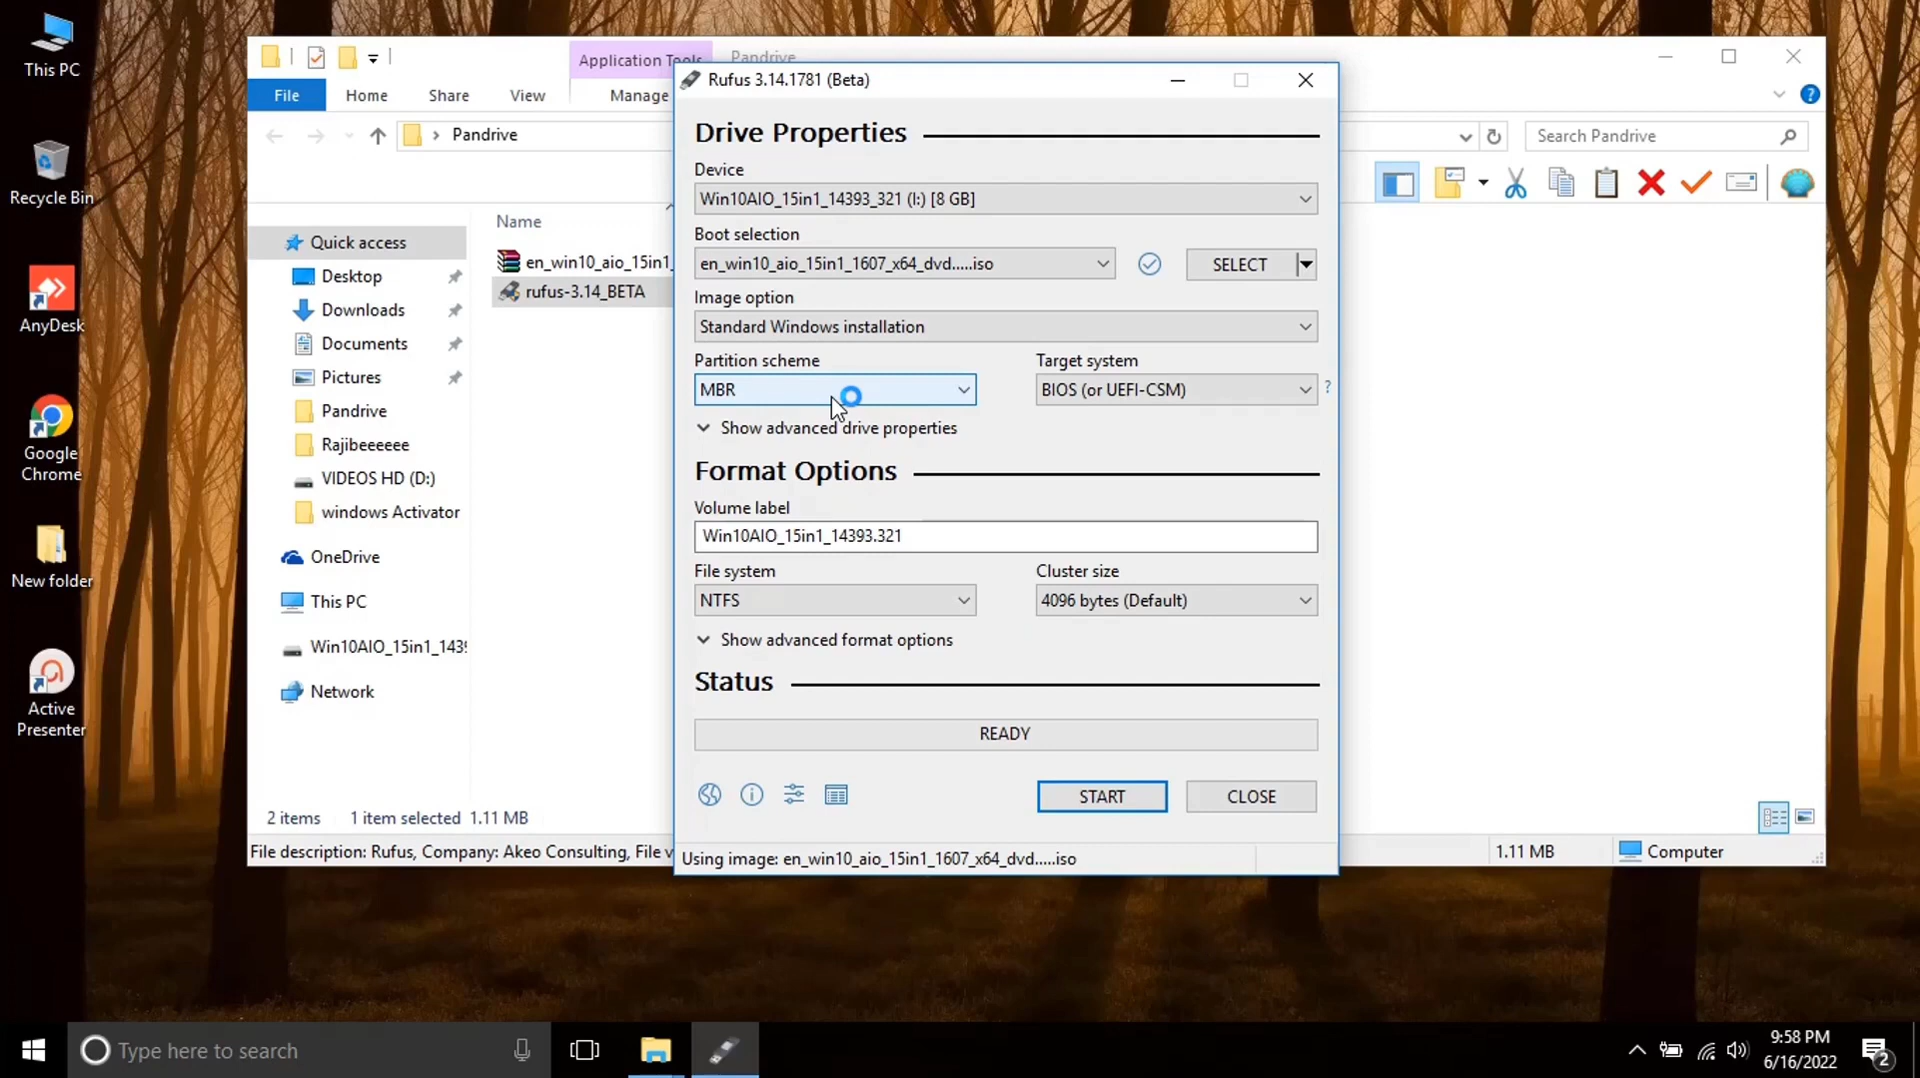 This PC
Recycle Bin
AnyDesk
Google
Chrome
New folder
Active
Presenter
Application Tools
Pandrive
File
Home
Share
View
Manage
Pandrive
Search Pandrive
Name
Quick access
Desktop
Downloads
Documents
Pictures
Pandrive
Rajibeeeeee
VIDEOS HD (D:)
windows Activator
OneDrive
This PC
Win10AIO_15in1_1439
Network
en_win10_aio_15in1_
rufus-3.14_BETA
2 items 1 item selected 1.11 MB
File description: Rufus, Company: Akeo Consulting, File v
1.11 MB
Computer
Rufus 3.14.1781 (Beta)
Drive Properties
Device
Win10AIO_15in1_14393_321 (I:) [8 GB]
Boot selection
en_win10_aio_15in1_1607_x64_dvd.....iso
SELECT
Image option
Standard Windows installation
Partition scheme
Target system
MBR
BIOS (or UEFI-CSM)
?
Show advanced drive properties
Format Options
Volume label
Win10AIO_15in1_14393.321
File system
Cluster size
NTFS
4096 bytes (Default)
Show advanced format options
Status
READY
START
CLOSE
Using image: en_win10_aio_15in1_1607_x64_dvd.....iso
Type here to search
9:58 PM
6/16/2022
2